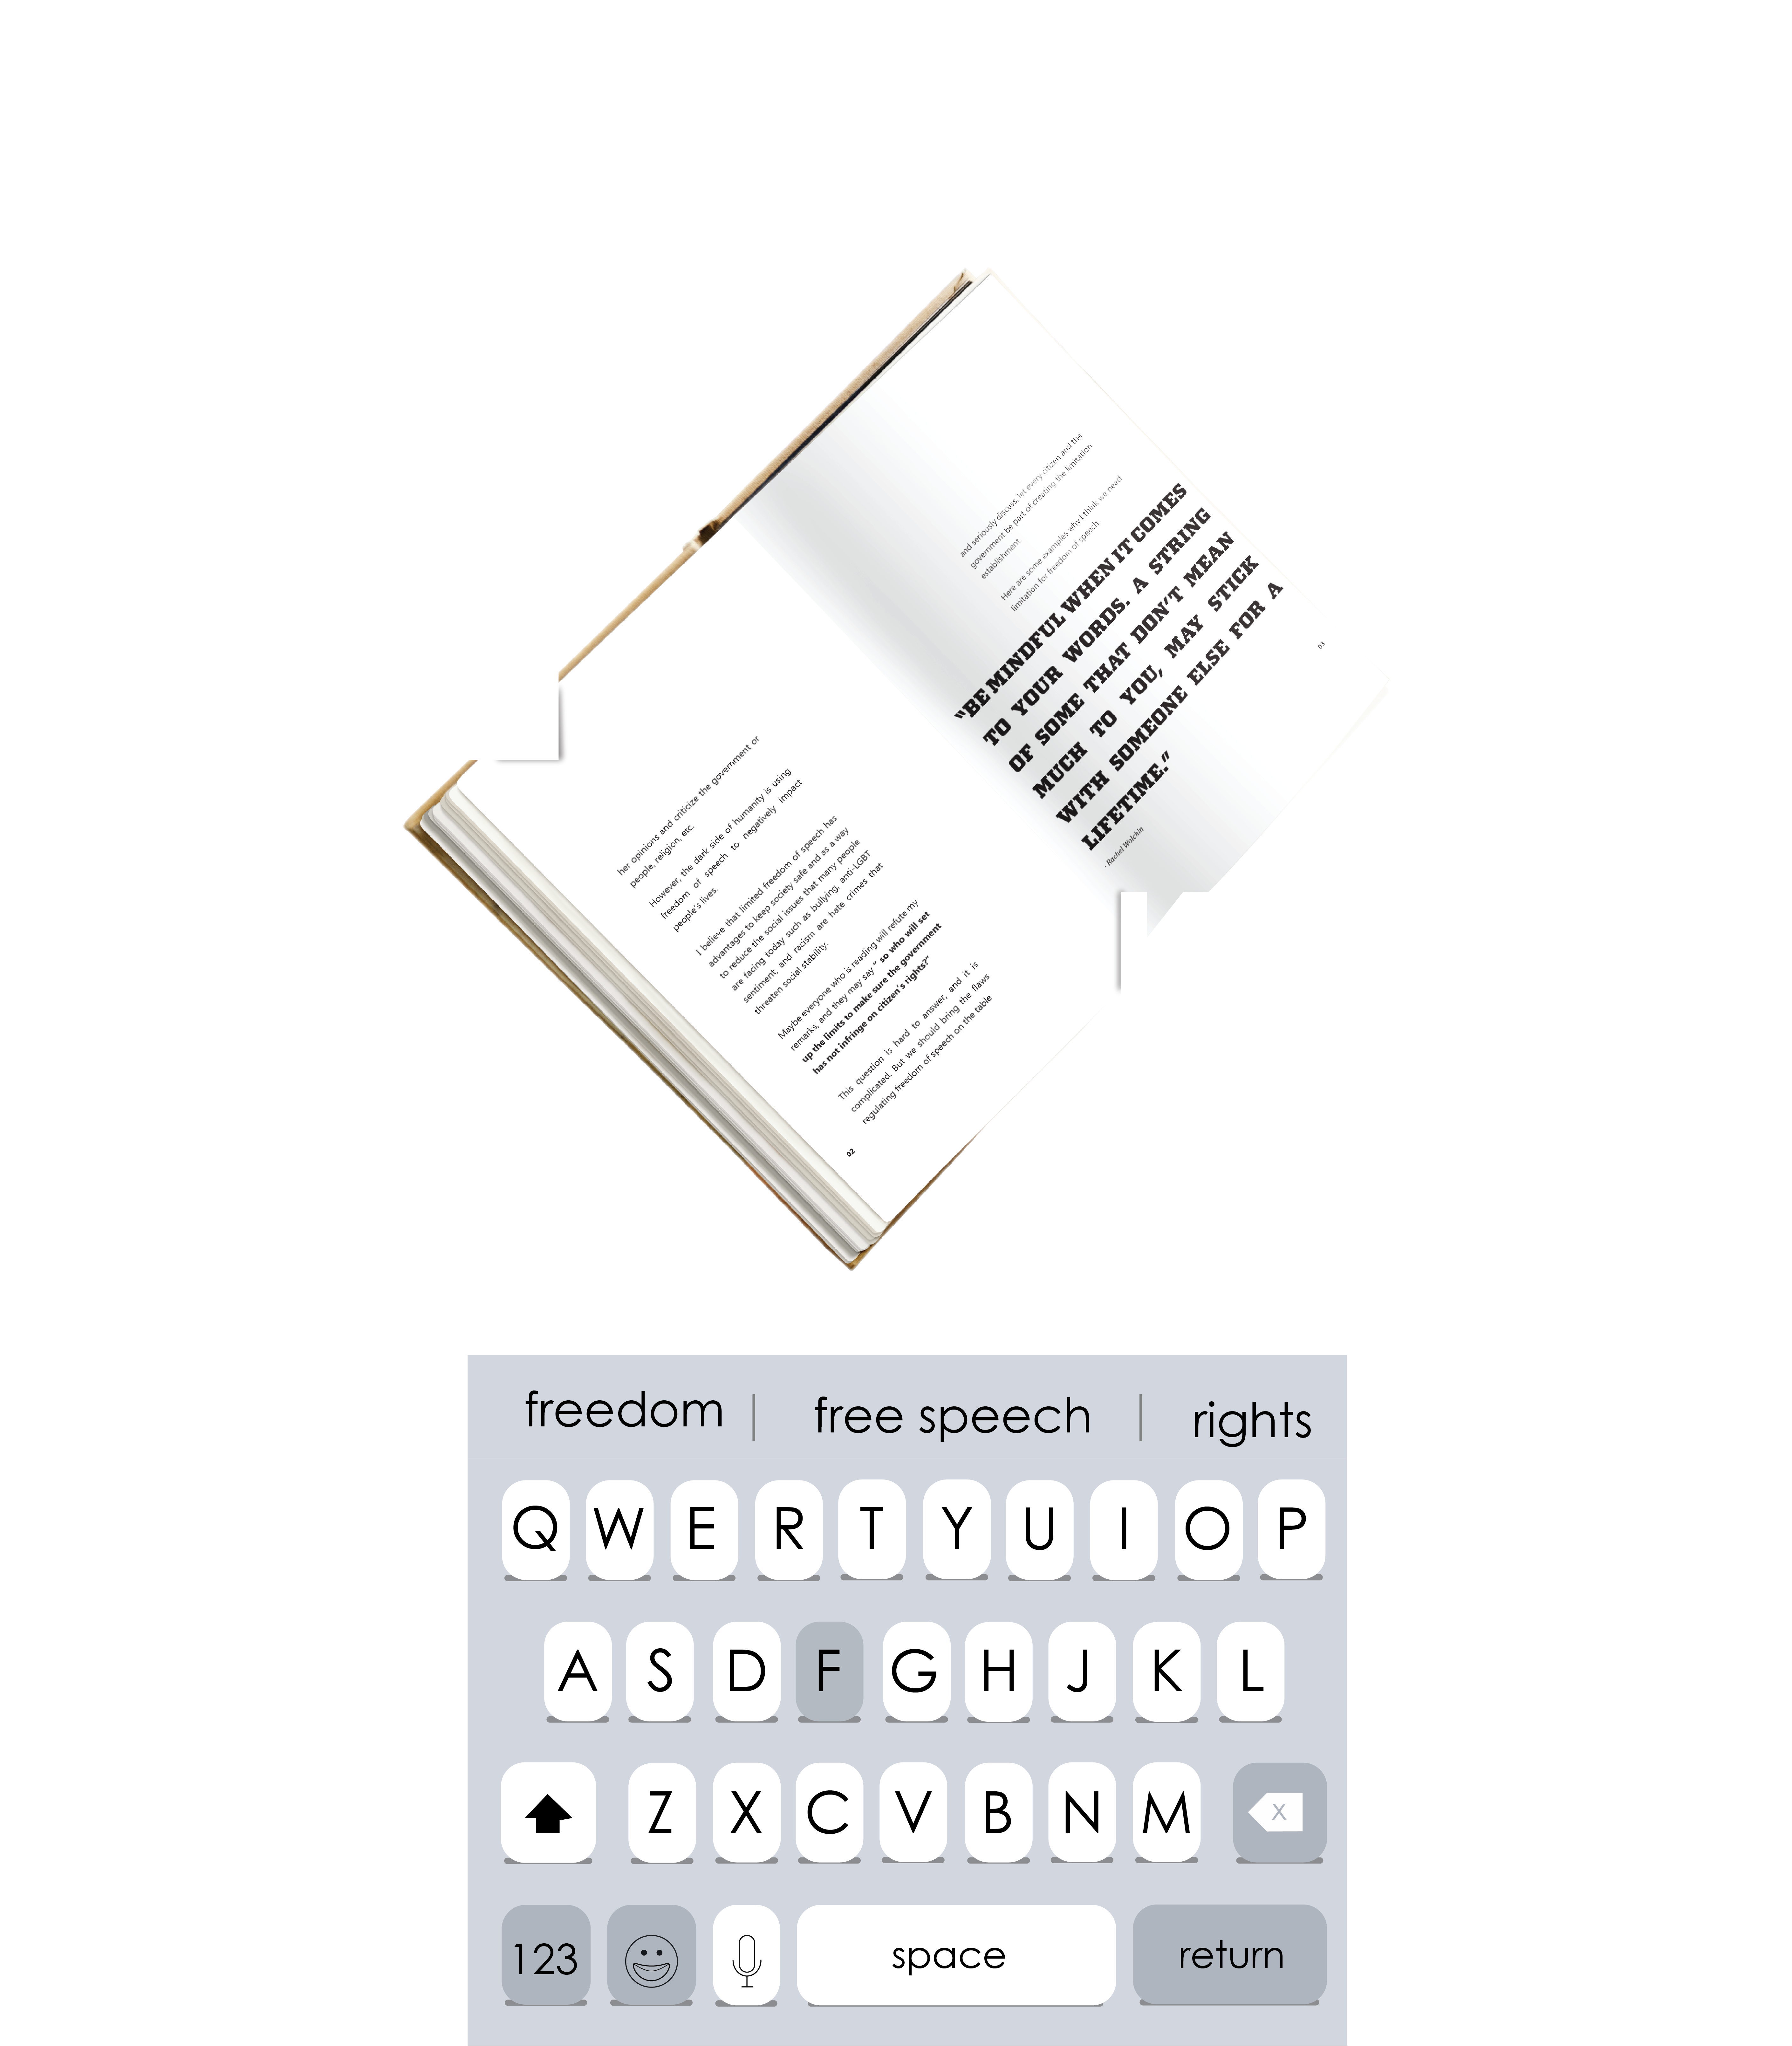 her opinions and criticize the government or
people, religion, etc.
However, the dark side of humanity is using
freedom of speech to negatively impact
people's lives.
I believe that limited freedom of speech has
advantages to keep society safe and as a way
to reduce the social issues that many people
are facing today such as bullying, anti-LGBT
sentiment, and racism are hate crimes that
threaten social stability.
Maybe everyone who is reading will refute my
remarks, and they may say " so who will set
up the limits to make sure the government
has not infringe on citizen's rights?"
This question is hard to answer, and it is
complicated. But we should bring the flaws
regulating freedom of speech on the table
02
and seriously discuss, let every citizen and the
government be part of creating the limitation
establishment.
Here are some examples why I think we need
limitation for freedom of speech.
"BE MINDFUL WHEN IT COMES
TO YOUR WORDS. A STRING
OF SOME THAT DON'T MEAN
MUCH TO YOU, MAY STICK
WITH SOMEONE ELSE FOR A
LIFETIME."
- Rachel Wolchin
03
freedom | free speech | rights
Q W E R T Y U I O P
A S D F G H J K L
Z X C V B N M X
123 space return